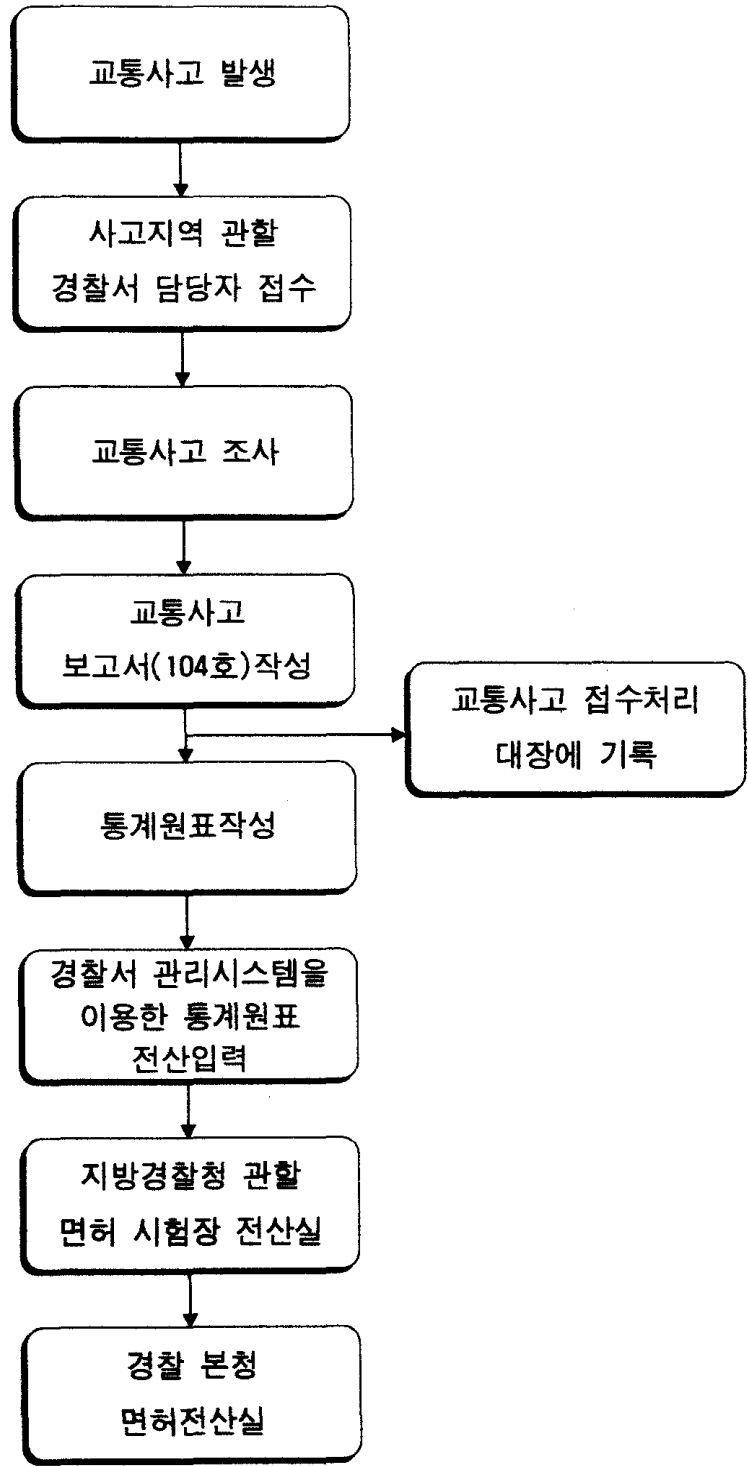 교통사고 발생
사고지역 관할
경찰서 담당자 접수
교통사고 조사
교통사고
보고서(104호)작성
교통사고 접수처리
대장에 기록
통계원표작성
경찰서 관리시스템을
이용한 통계원표
전산입력
지방경찰청 관할
면허 시험장 전산실
경찰 본청
면허전산실